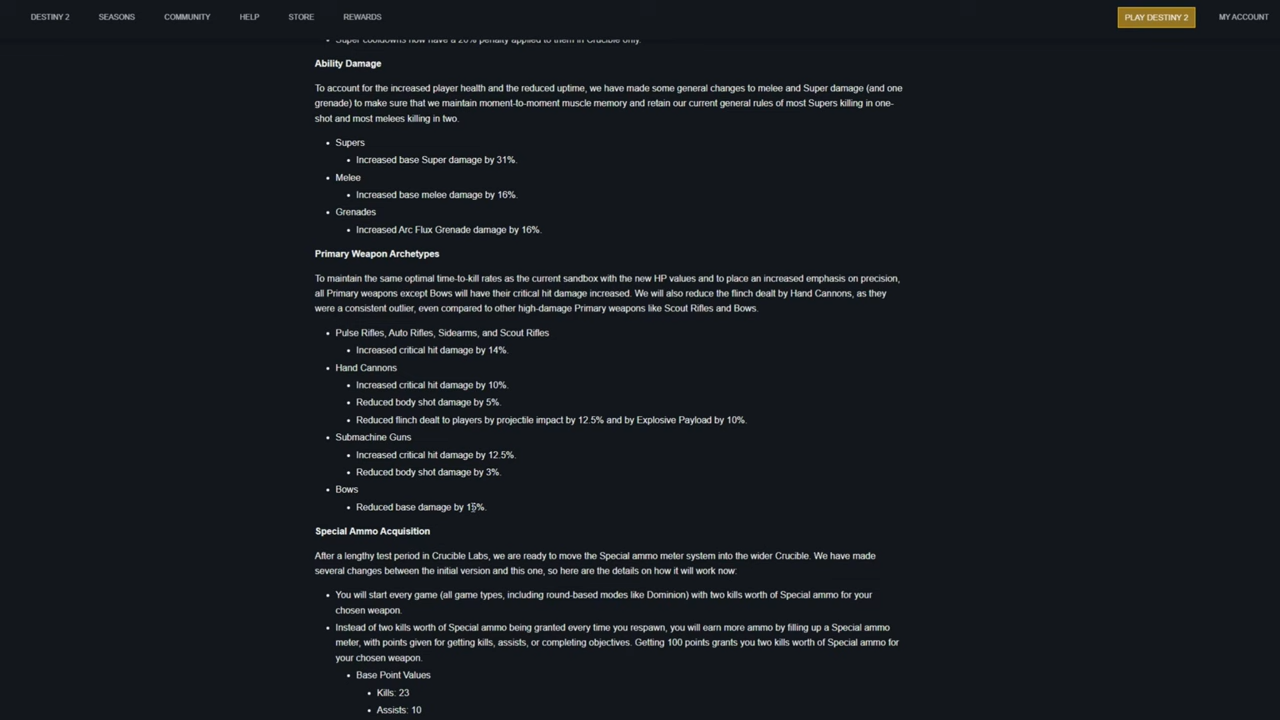 DESTINY 2 SEASONS COMMUNITY HELP STORE REWARDS PLAY DESTINY 2 MY ACCOUNT
Super cooldowns now have a 20% penalty applied to them in Crucible only.
Ability Damage
To account for the increased player health and the reduced uptime, we have made some general changes to melee and Super damage (and one
grenade) to make sure that we maintain moment-to-moment muscle memory and retain our current general rules of most Supers killing in one-
shot and most melees killing in two.
• Supers
• Increased base Super damage by 31%.
• Melee
• Increased base melee damage by 16%.
• Grenades
• Increased Arc Flux Grenade damage by 16%.
Primary Weapon Archetypes
To maintain the same optimal time-to-kill rates as the current sandbox with the new HP values and to place an increased emphasis on precision,
all Primary weapons except Bows will have their critical hit damage increased. We will also reduce the flinch dealt by Hand Cannons, as they
were a consistent outlier, even compared to other high-damage Primary weapons like Scout Rifles and Bows.
• Pulse Rifles, Auto Rifles, Sidearms, and Scout Rifles
• Increased critical hit damage by 14%.
• Hand Cannons
• Increased critical hit damage by 10%.
• Reduced body shot damage by 5%.
• Reduced flinch dealt to players by projectile impact by 12.5% and by Explosive Payload by 10%.
• Submachine Guns
• Increased critical hit damage by 12.5%.
• Reduced body shot damage by 3%.
• Bows
• Reduced base damage by
Special Ammo Acquisition
After a lengthy test period in Crucible Labs, we are ready to move the Special ammo meter system into the wider Crucible. We have made
several changes between the initial version and this one, so here are the details on how it will work now:
• You will start every game (all game types, including round-based modes like Dominion) with two kills worth of Special ammo for your
chosen weapon.
• Instead of two kills worth of Special ammo being granted every time you respawn, you will earn more ammo by filling up a Special ammo
meter, with points given for getting kills, assists, or completing objectives. Getting 100 points grants you two kills worth of Special ammo for
your chosen weapon.
• Base Point Values
• Kills: 23
• Assists: 10